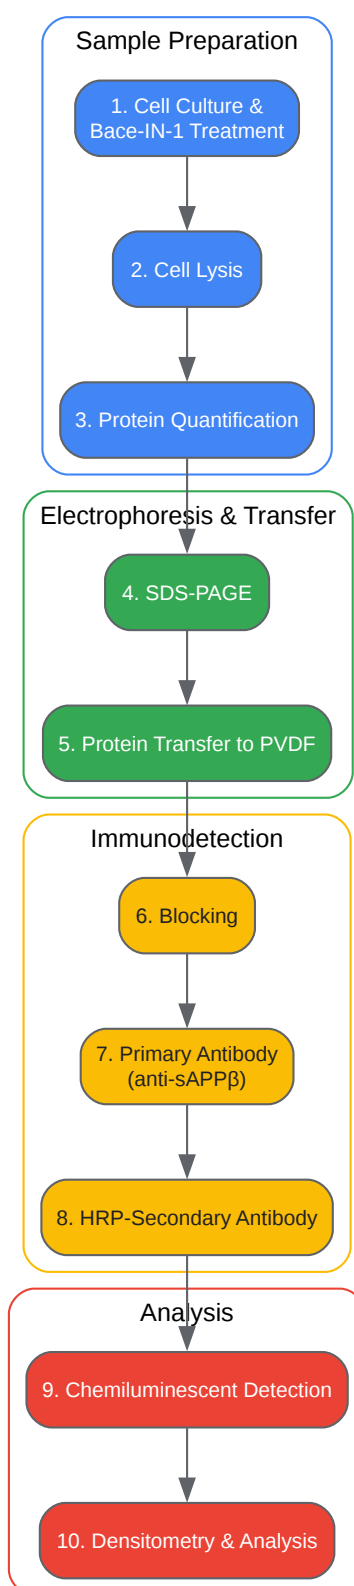 Sample Preparation
1. Cell Culture &
Bace-IN-1 Treatment
2. Cell Lysis
3. Protein Quantification
Electrophoresis & Transfer
4. SDS-PAGE
5. Protein Transfer to PVDF
Immunodetection
6. Blocking
7. Primary Antibody
(anti-sAPPβ)
8. HRP-Secondary Antibody
Analysis
9. Chemiluminescent Detection
10. Densitometry & Analysis